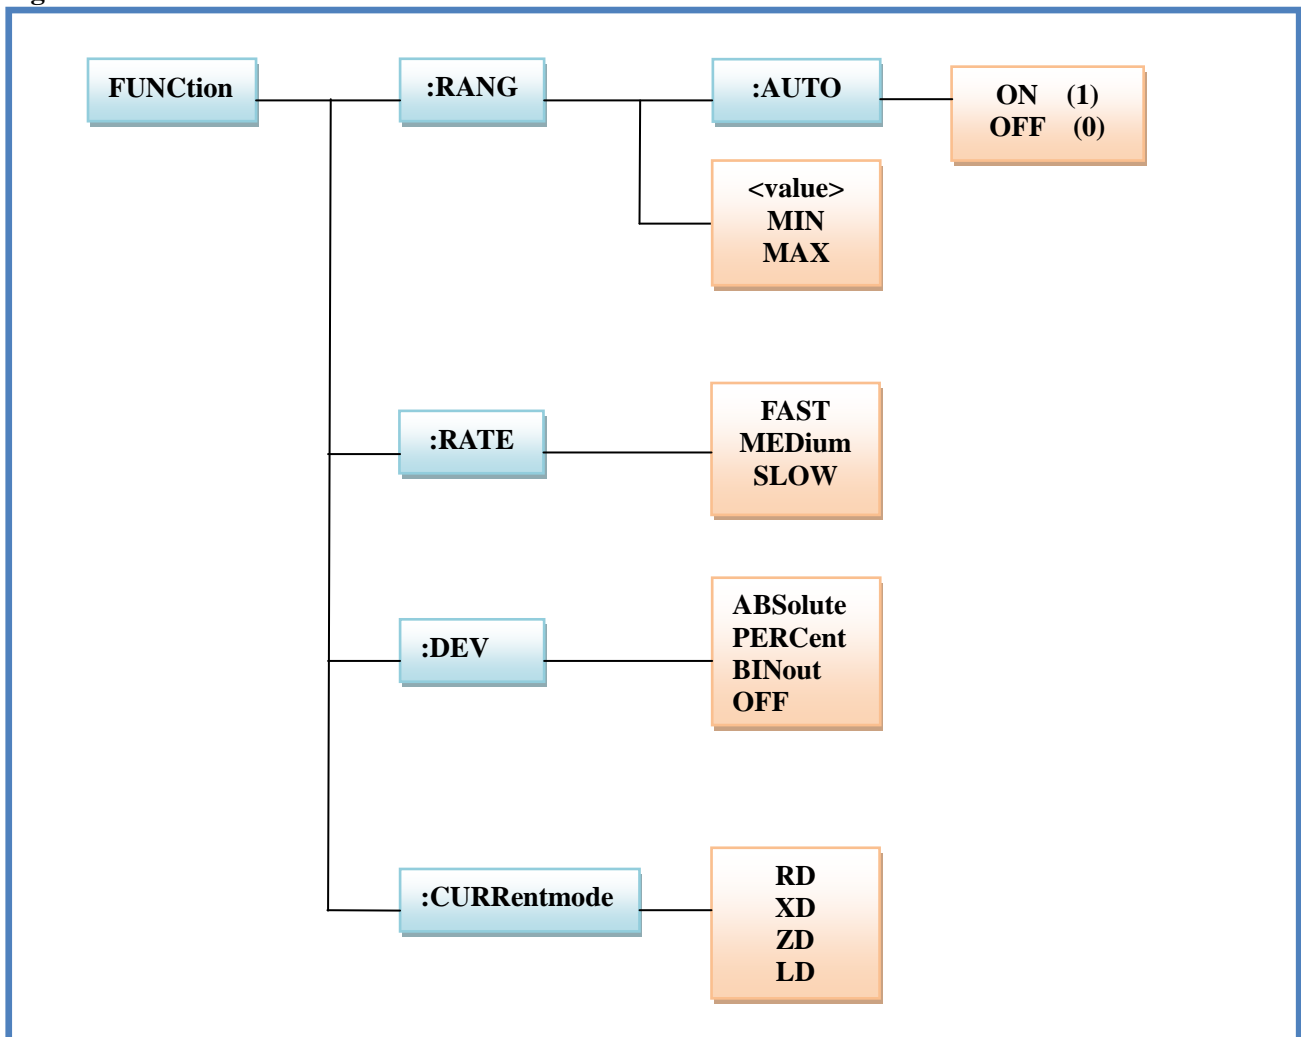 FUNCtion
:RANG
:AUTO
ON (1)
OFF (0)
<value>
MIN
MAX
:RATE
FAST
MEDium
SLOW
:DEV
ABSolute
PERCent
BINout
OFF
:CURRentmode
RD
XD
ZD
LD